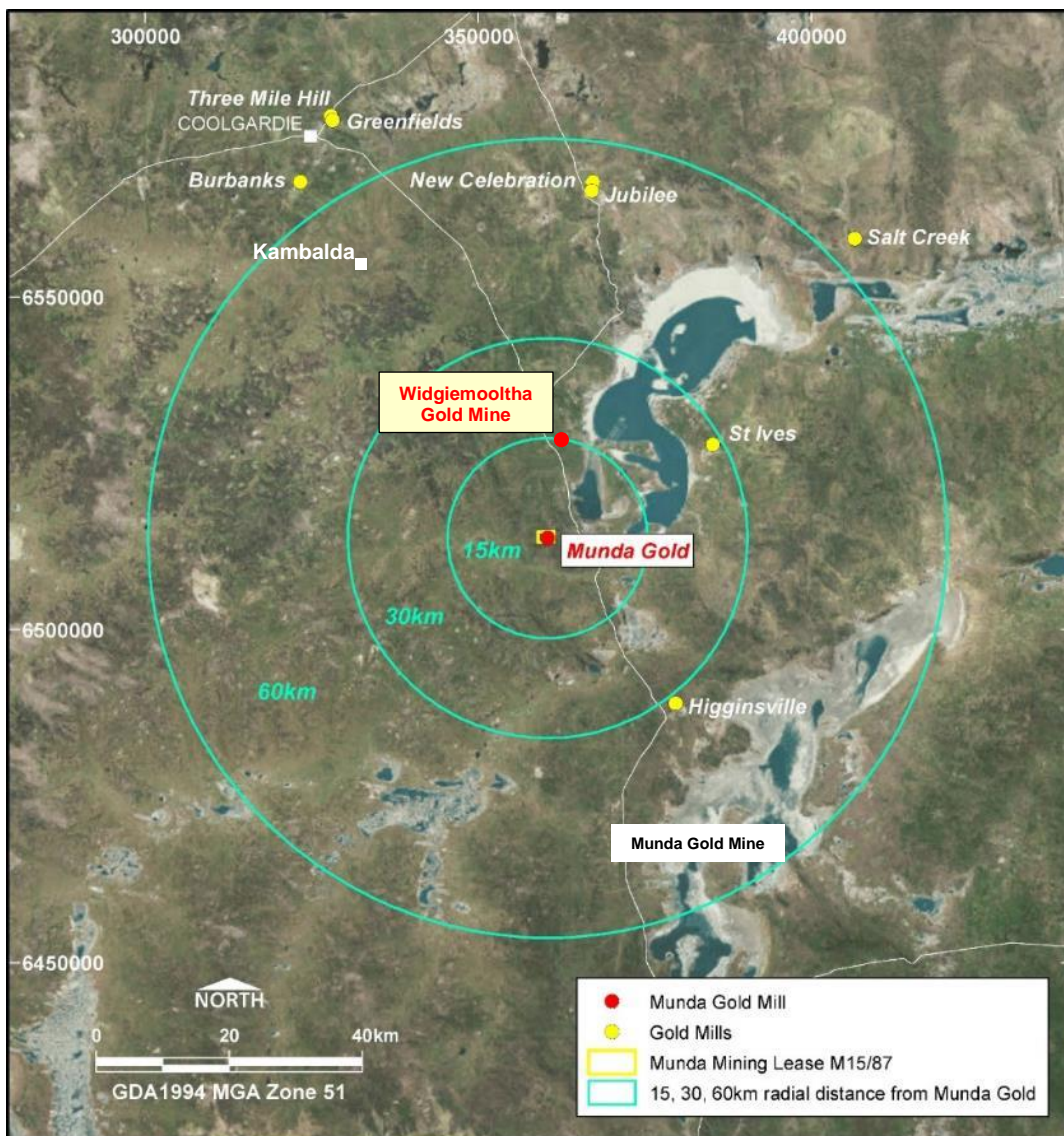 300000
350000
400000
Three Mile Hill
COOLGARDIE
Greenfields
Burbanks
New Celebration
Jubilee
Salt Creek
Kambalda
6550000
Widgiemooltha
Gold Mine
St Ives
15km
Munda Gold
30km
6500000
60km
Higginsville
Munda Gold Mine
6450000
NORTH
0 20 40km
GDA1994 MGA Zone 51
Munda Gold Mill
Gold Mills
Munda Mining Lease M15/87
15, 30, 60km radial distance from Munda Gold